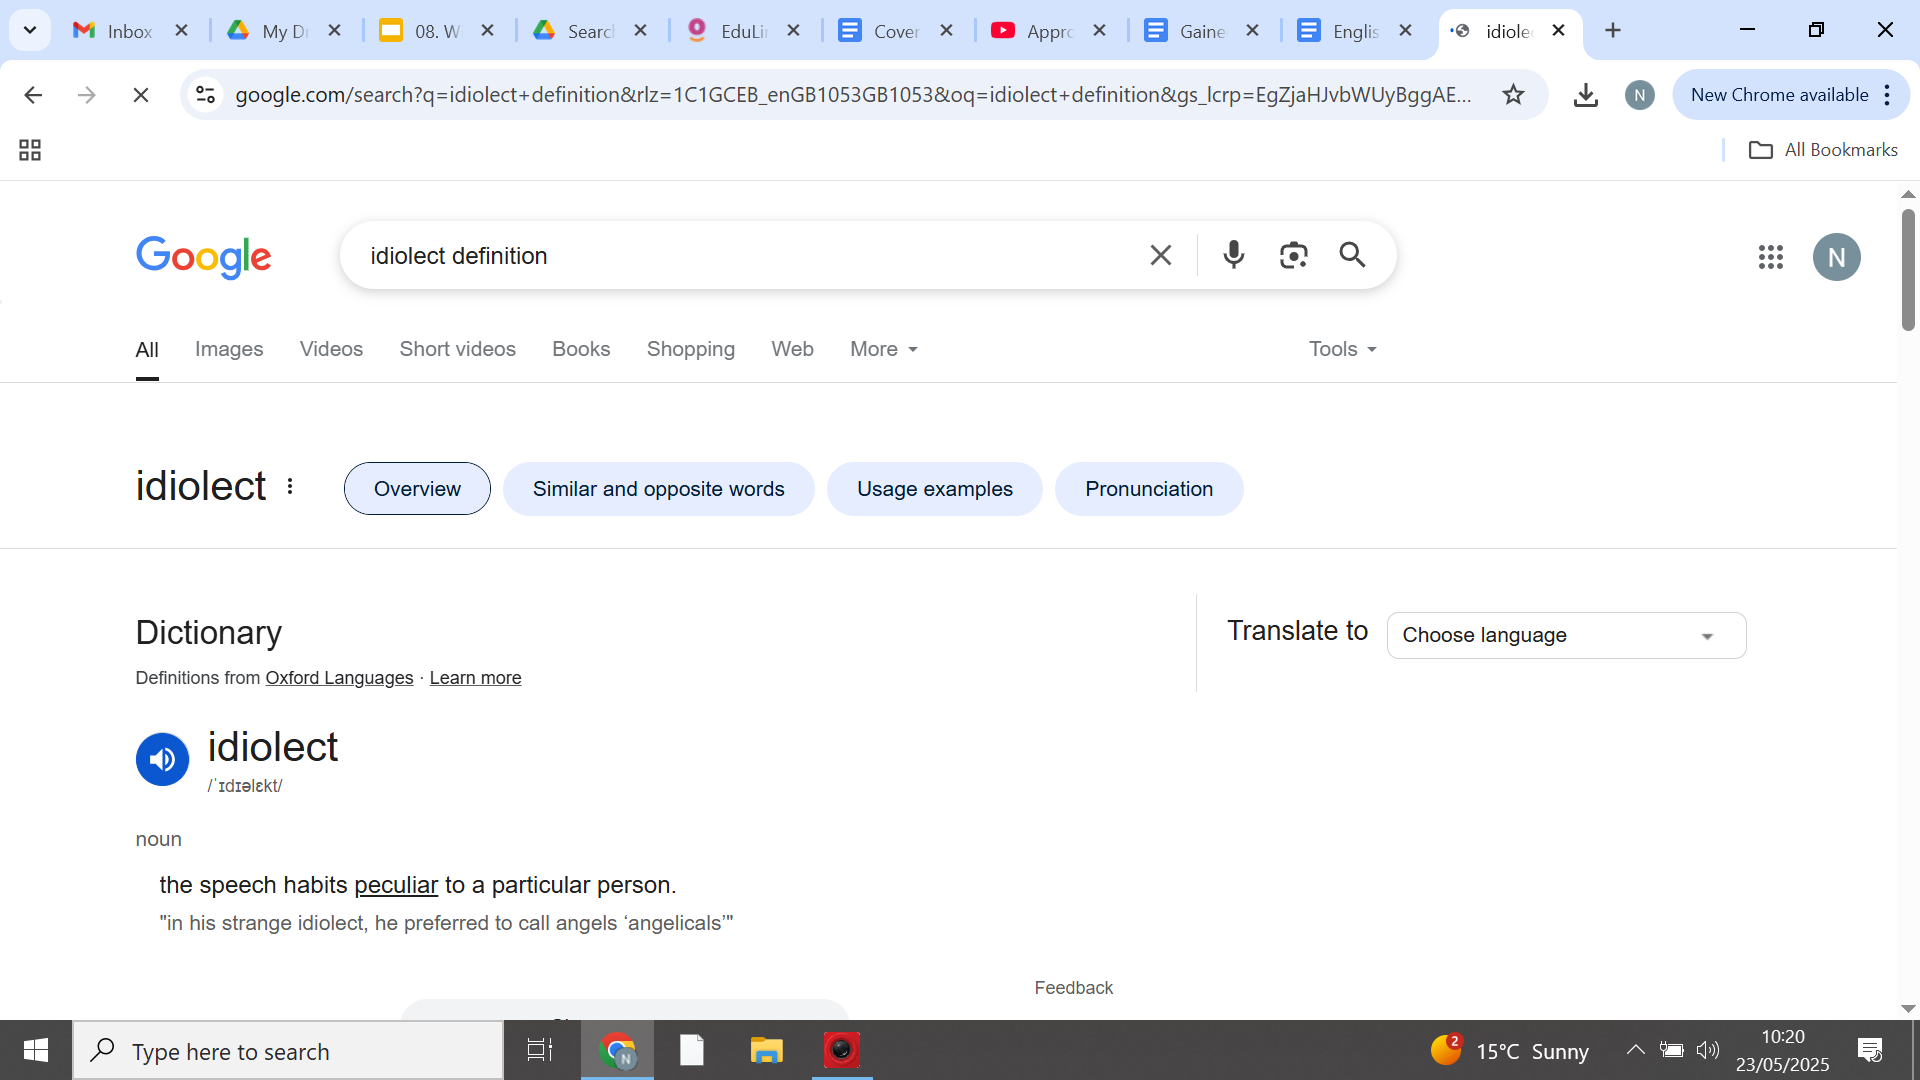 Inbox
My Dr
08. W
Search
EduLin
Cover
Appro
Gaine
Englis
idiolec
google.com/search?q=idiolect+definition&rlz=1C1GCEB_enGB1053GB1053&oq=idiolect+definition&gs_lcrp=EgZjaHJvbWUyBggAE...
N
New Chrome available
All Bookmarks
Google
idiolect definition
N
All Images Videos Short videos Books Shopping Web More Tools
idiolect
Overview
Similar and opposite words
Usage examples
Pronunciation
Dictionary
Translate to
Choose language
Definitions from Oxford Languages · Learn more
idiolect
/ˈɪdɪəlɛkt/
noun
the speech habits peculiar to a particular person.
"in his strange idiolect, he preferred to call angels ‘angelicals’"
Feedback
Type here to search
N
2
15°C Sunny
10:20
23/05/2025